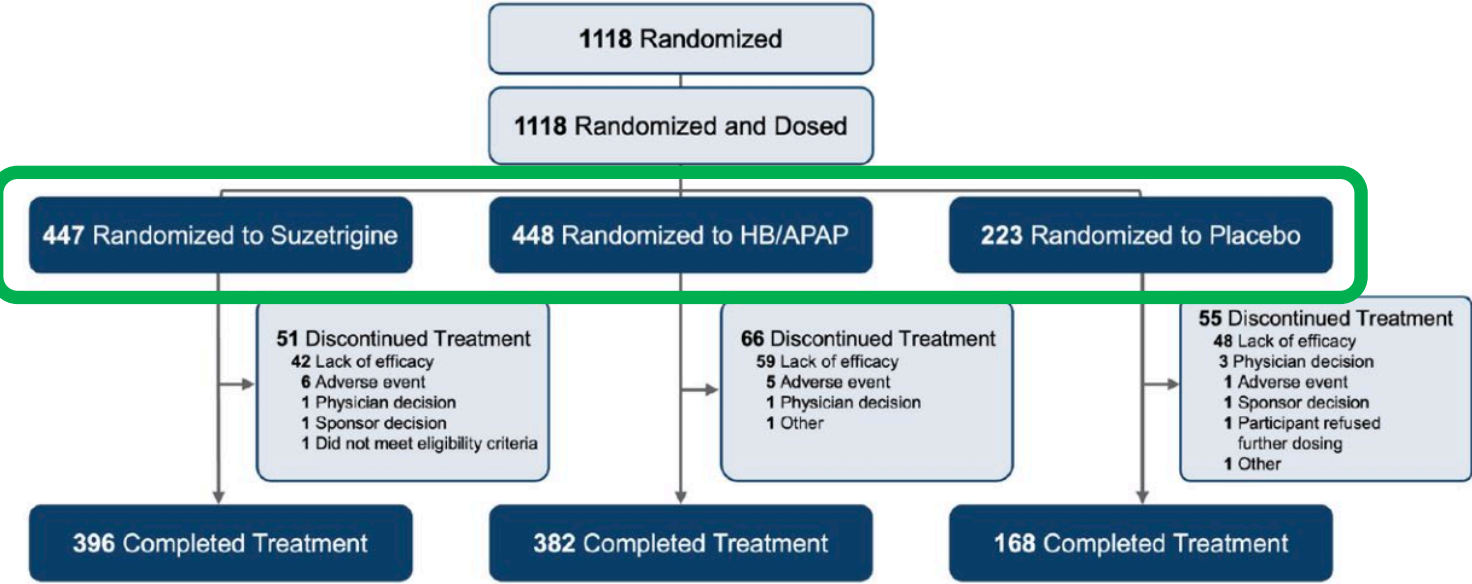 1118 Randomized
1118 Randomized and Dosed
447 Randomized to Suzetrigine
448 Randomized to HB/APAP
223 Randomized to Placebo
51 Discontinued Treatment
42 Lack of efficacy
6 Adverse event
1 Physician decision
1 Sponsor decision
1 Did not meet eligibility criteria
66 Discontinued Treatment
59 Lack of efficacy
5 Adverse event
1 Physician decision
1 Other
55 Discontinued Treatment
48 Lack of efficacy
3 Physician decision
1 Adverse event
1 Sponsor decision
1 Participant refused
further dosing
1 Other
396 Completed Treatment
382 Completed Treatment
168 Completed Treatment